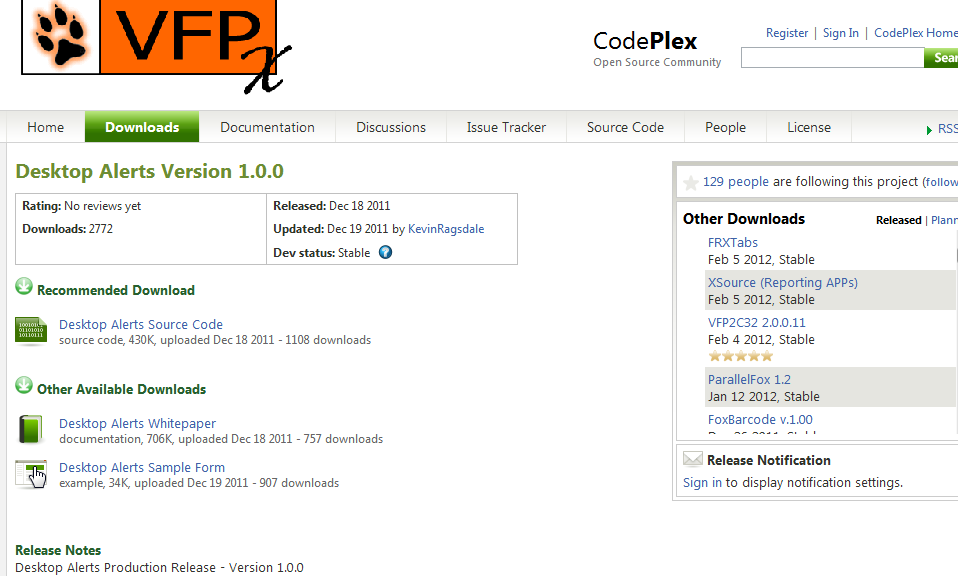 VFPx
CodePlex
Open Source Community
Register | Sign In | CodePlex Home
Sear
Home Downloads Documentation Discussions Issue Tracker Source Code People License RSS
Desktop Alerts Version 1.0.0
Rating: No reviews yet
Downloads: 2772
Released: Dec 18 2011
Updated: Dec 19 2011 by KevinRagsdale
Dev status: Stable ?
Recommended Download
Desktop Alerts Source Code
source code, 430K, uploaded Dec 18 2011 - 1108 downloads
Other Available Downloads
Desktop Alerts Whitepaper
documentation, 706K, uploaded Dec 18 2011 - 757 downloads
Desktop Alerts Sample Form
example, 34K, uploaded Dec 19 2011 - 907 downloads
Release Notes
Desktop Alerts Production Release - Version 1.0.0
129 people are following this project (follow
Other Downloads Released | Plann
FRXTabs
Feb 5 2012, Stable
XSource (Reporting APPs)
Feb 5 2012, Stable
VFP2C32 2.0.0.11
Feb 4 2012, Stable
ParallelFox 1.2
Jan 12 2012, Stable
FoxBarcode v.1.00
Release Notification
Sign in to display notification settings.